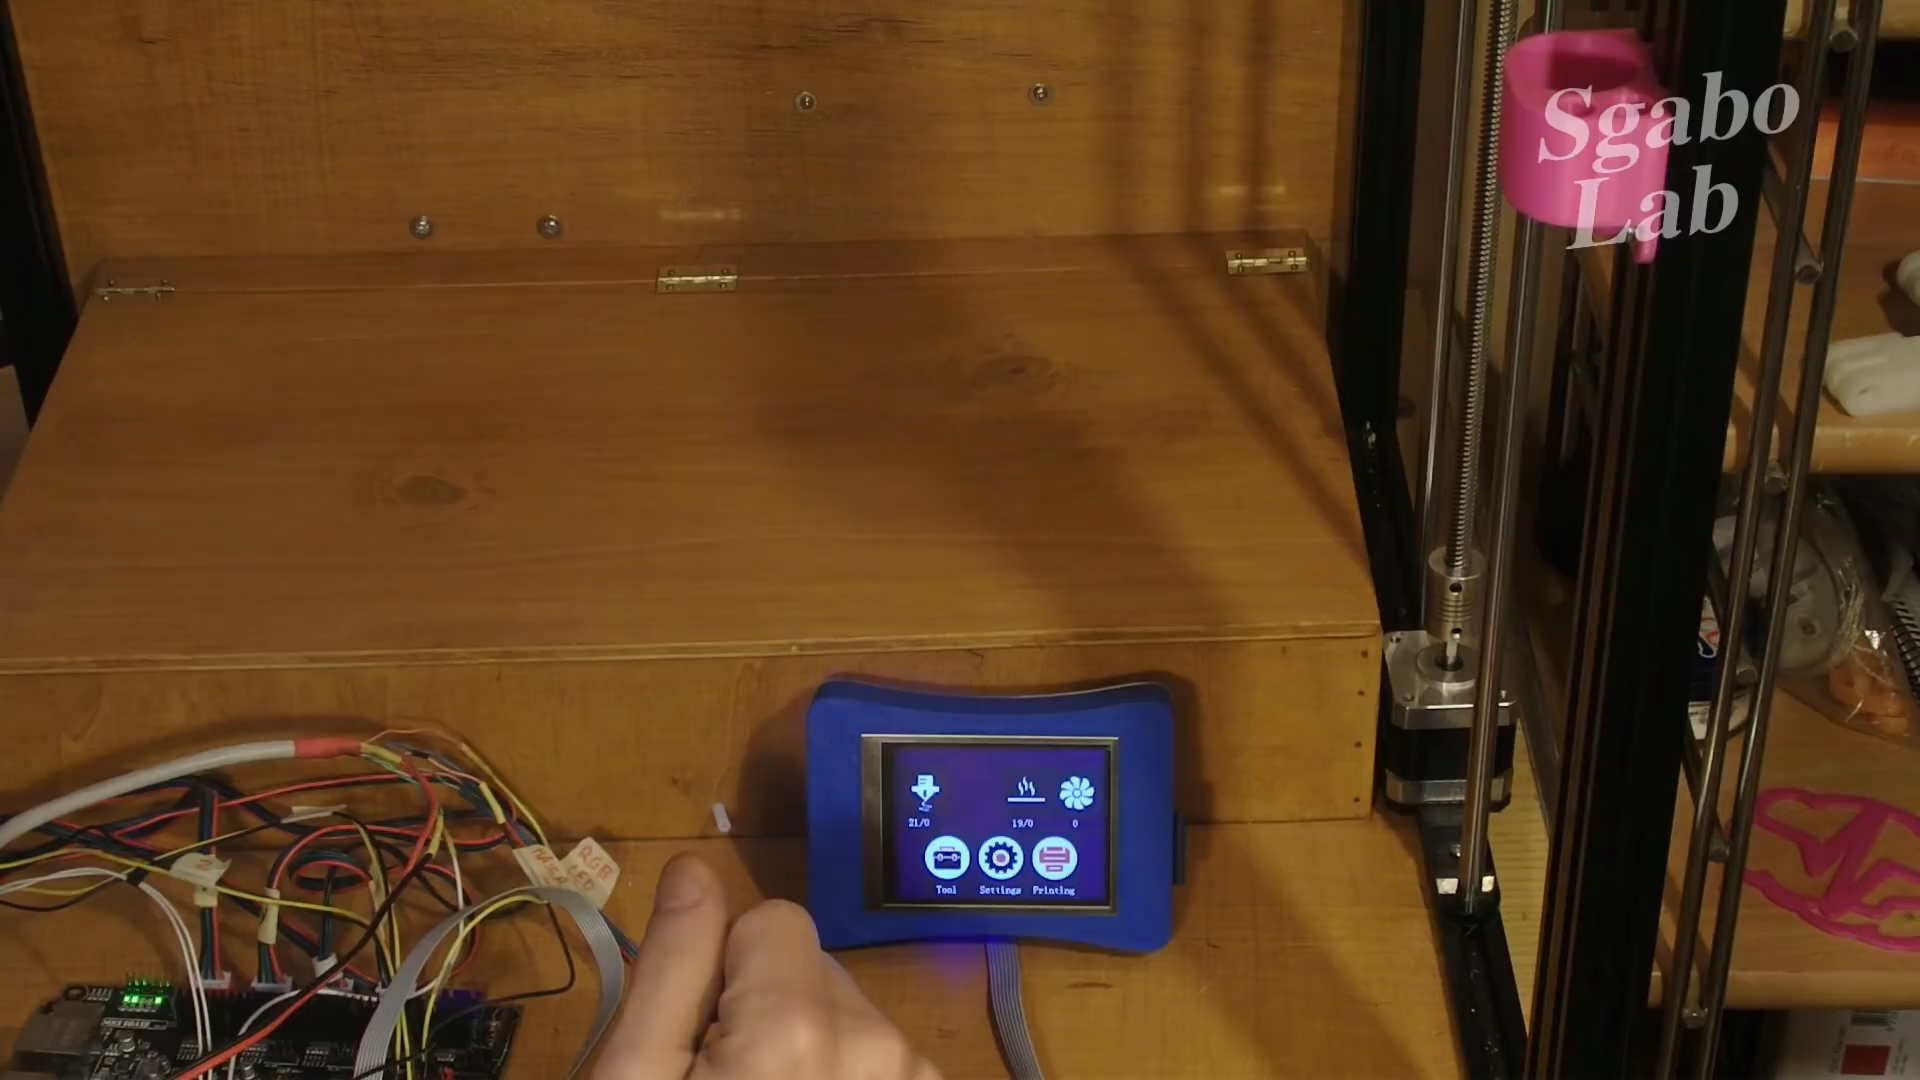 Sgabo
Lab
21/0
19/0
0
Tool
Settings
Printing
RGB
LED
Z